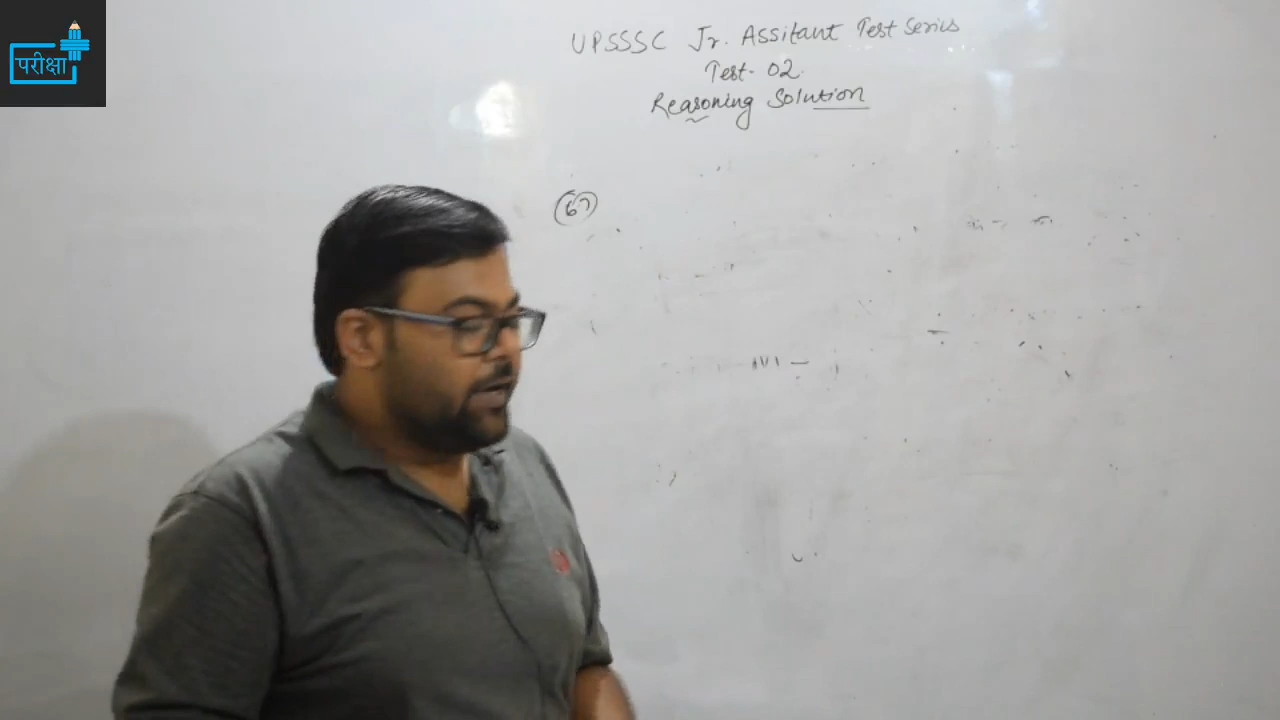 परीक्षा
UPSSSC Jr. Assitant Test Series
Test-02.
Reasoning Solution
67